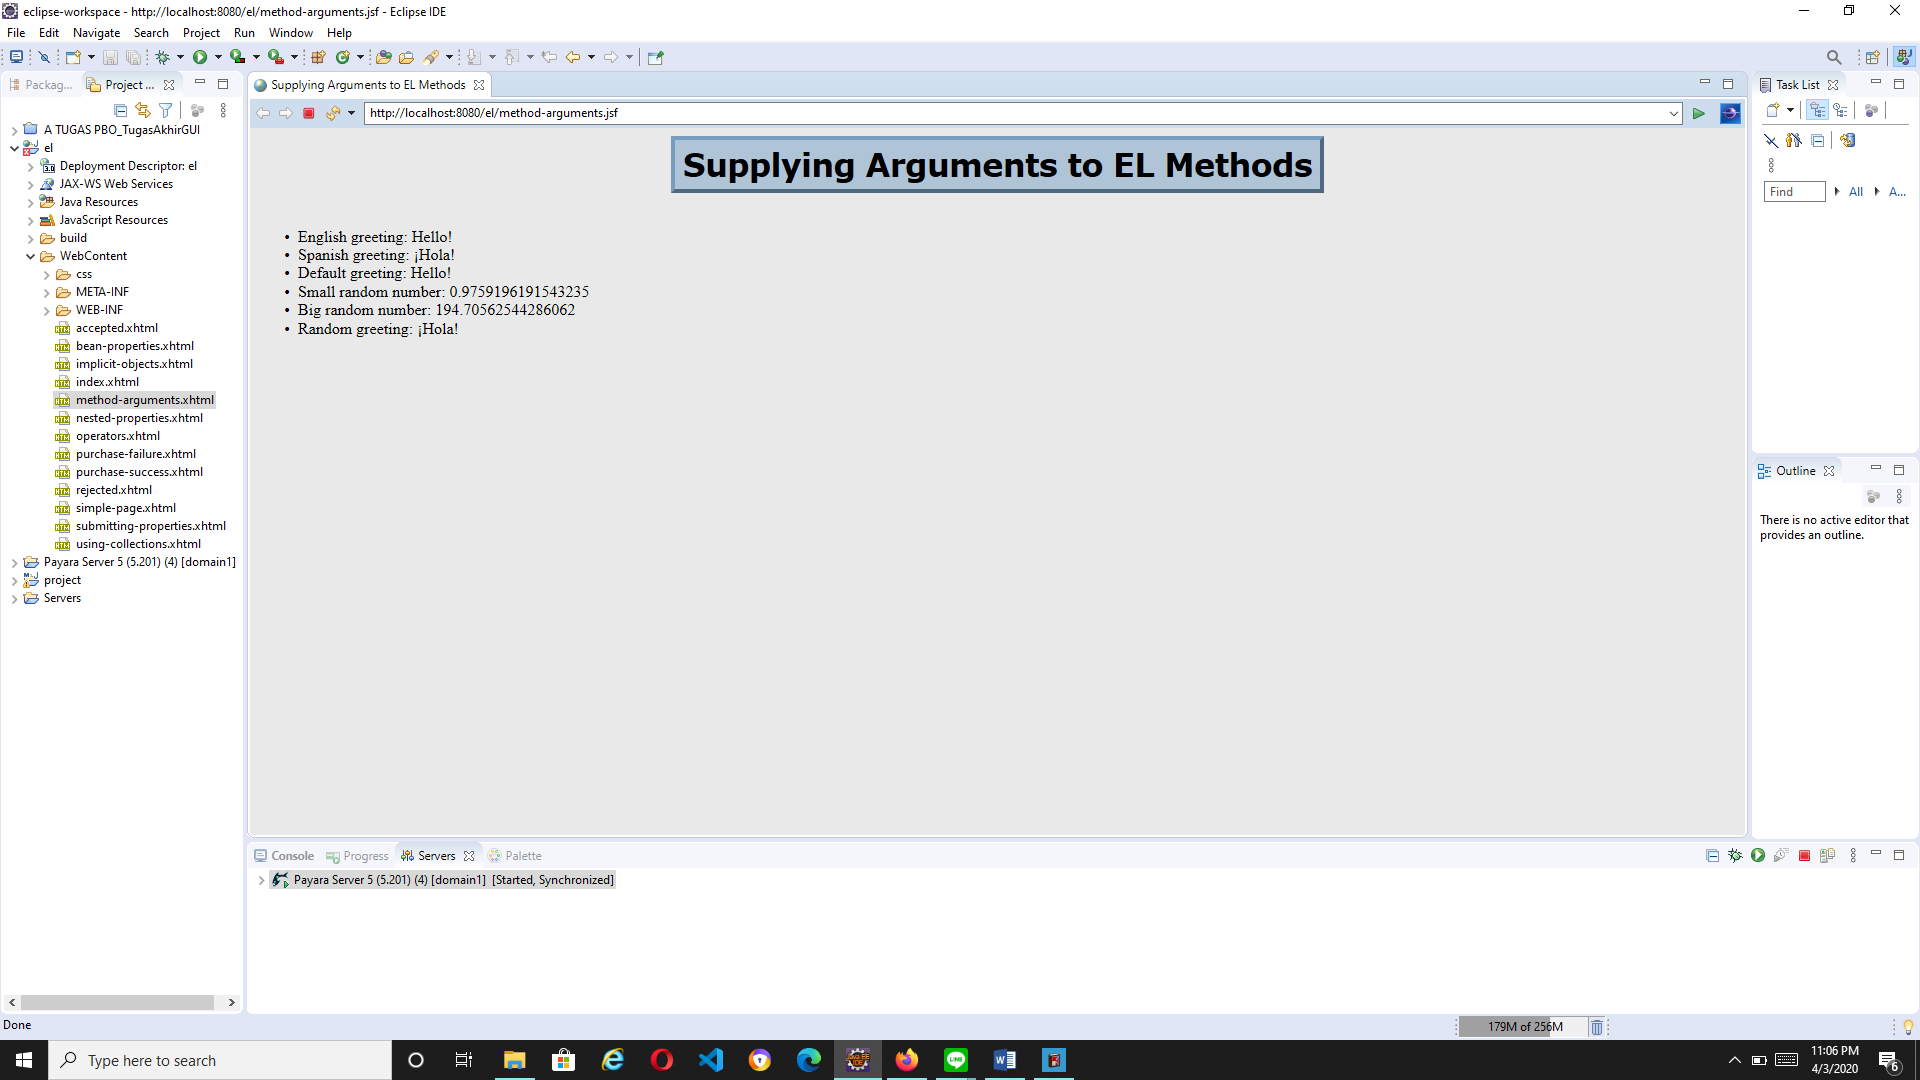 eclipse-workspace - http://localhost:8080/el/method-arguments.jsf - Eclipse IDE
File Edit Navigate Search Project Run Window Help
Packag... Project ...
A TUGAS PBO_TugasAkhirGUI
el
Deployment Descriptor: el
JAX-WS Web Services
Java Resources
JavaScript Resources
build
WebContent
css
META-INF
WEB-INF
accepted.xhtml
bean-properties.xhtml
implicit-objects.xhtml
index.xhtml
method-arguments.xhtml
nested-properties.xhtml
operators.xhtml
purchase-failure.xhtml
purchase-success.xhtml
rejected.xhtml
simple-page.xhtml
submitting-properties.xhtml
using-collections.xhtml
Payara Server 5 (5.201) (4) [domain1]
project
Servers
Supplying Arguments to EL Methods
http://localhost:8080/el/method-arguments.jsf
Supplying Arguments to EL Methods
• English greeting: Hello!
• Spanish greeting: ¡Hola!
• Default greeting: Hello!
• Small random number: 0.9759196191543235
• Big random number: 194.70562544286062
• Random greeting: ¡Hola!
Task List
Find All A...
Outline
There is no active editor that
provides an outline.
Console Progress Servers Palette
Payara Server 5 (5.201) (4) [domain1] [Started, Synchronized]
Done
179M of 256M
Type here to search
LINE
11:06 PM
4/3/2020
6